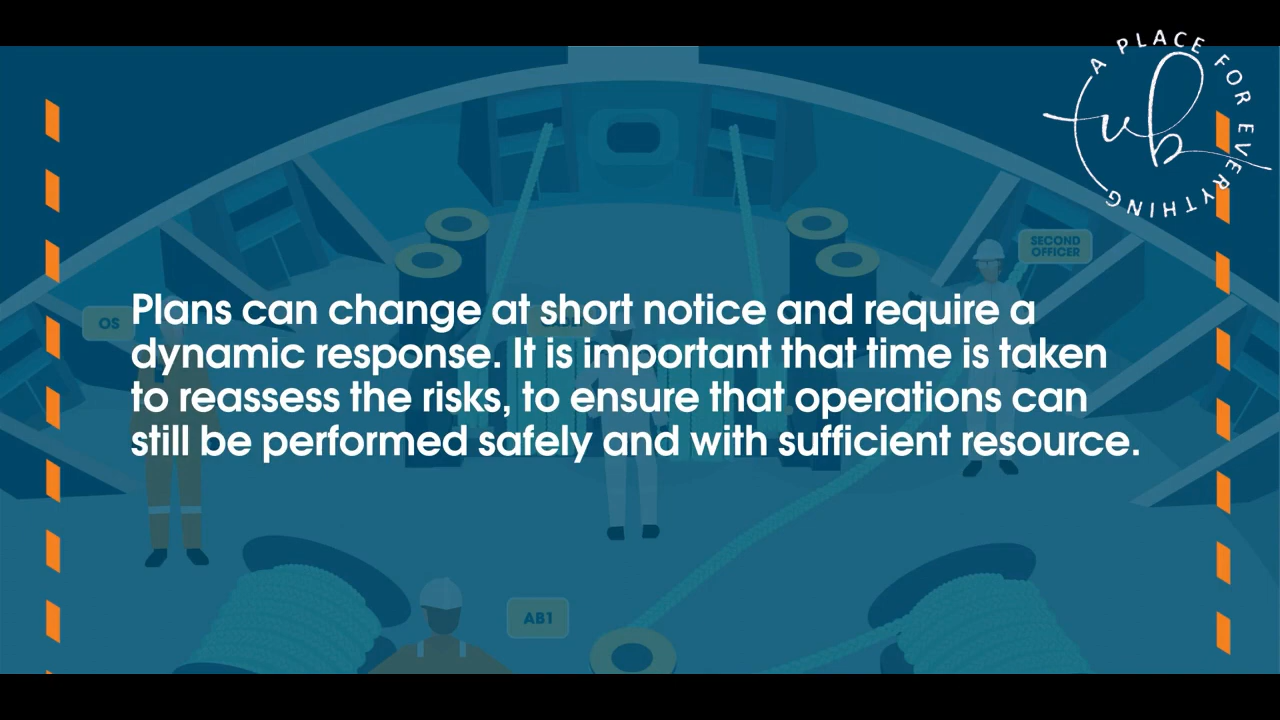 A PLACE FOR EVERYTHING
ub
SECOND
OFFICER
OS
Plans can change at short notice and require a
dynamic response. It is important that time is taken
to reassess the risks, to ensure that operations can
still be performed safely and with sufficient resource.
AB1